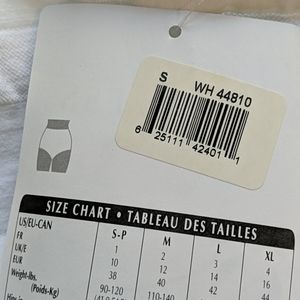 S WH 44810
6 25111 42401 1
SIZE CHART • TABLEAU DES TAILLES
S-P M L XL
US/EU-CAN 1 2 3 4
FR
UK/E 10 12 14 16
EUR 38 40 42 44
Weight-lbs. 90-120 110-140
(Poids-Kg)